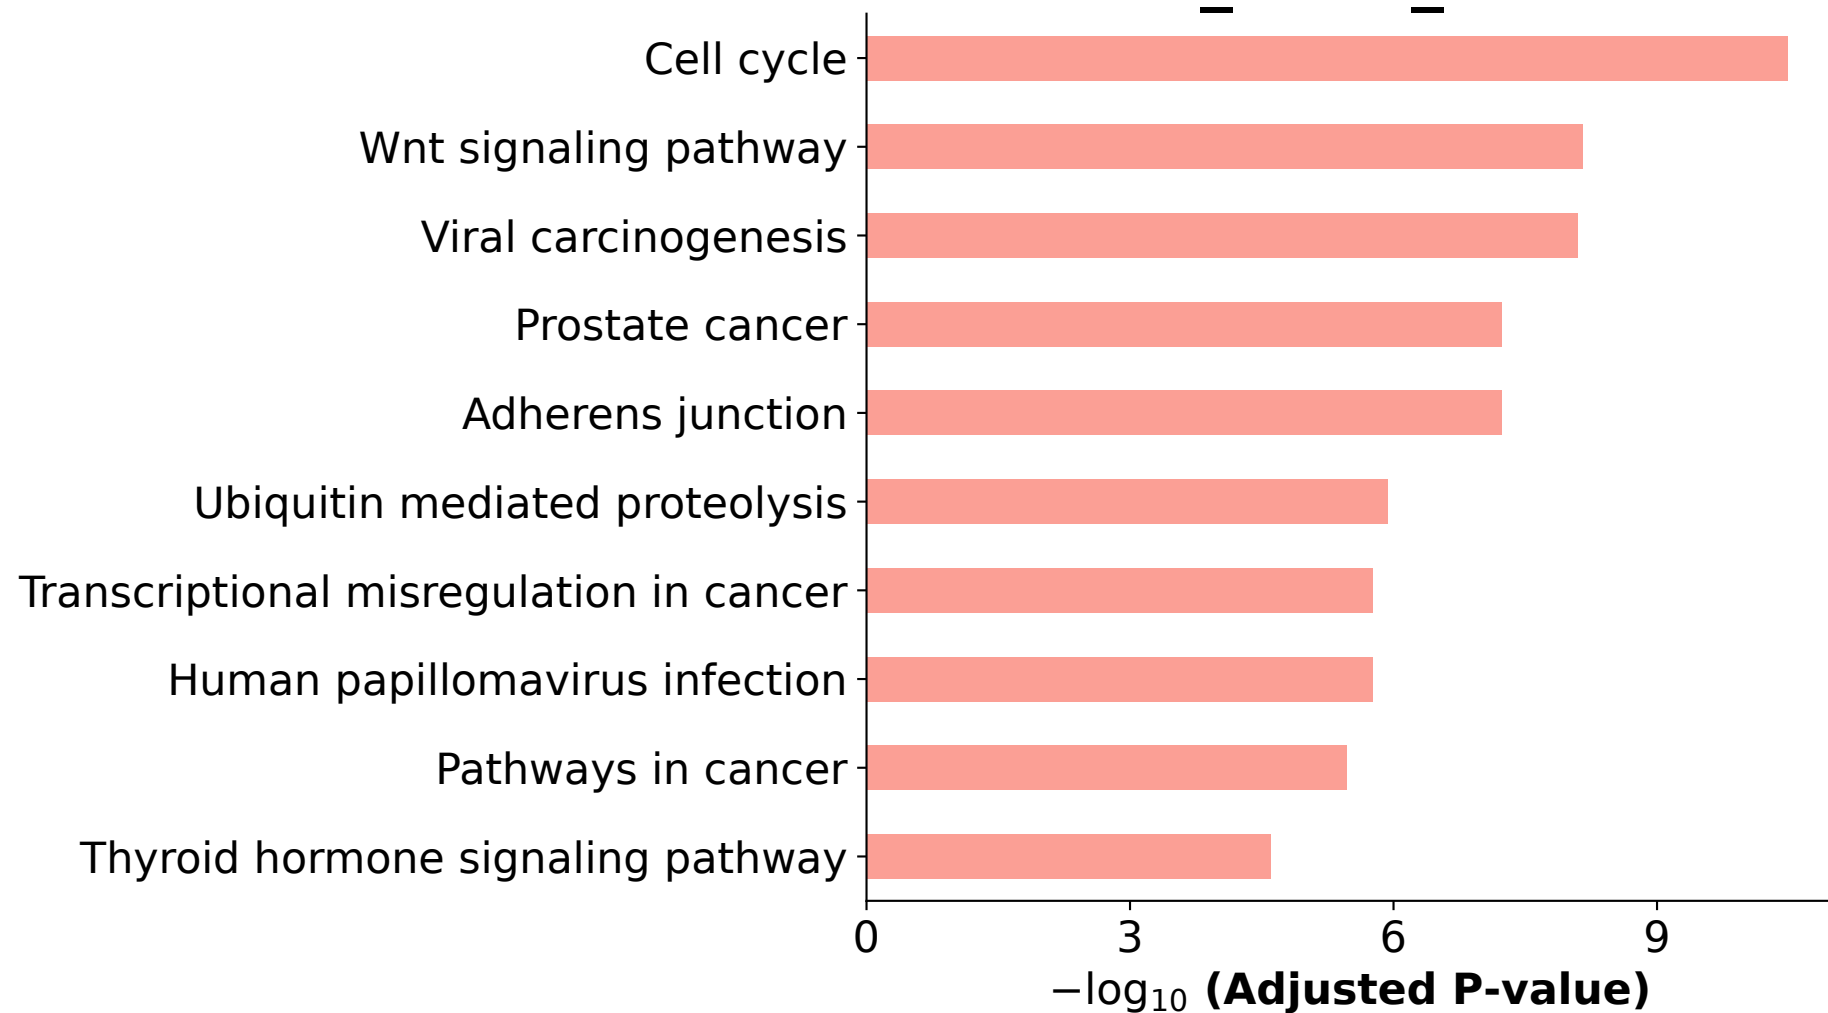 Cell cycle
Wnt signaling pathway
Viral carcinogenesis
Prostate cancer
Adherens junction
Ubiquitin mediated proteolysis
Transcriptional misregulation in cancer
Human papillomavirus infection
Pathways in cancer
Thyroid hormone signaling pathway
0 3 6 9
−log₁₀ (Adjusted P-value)